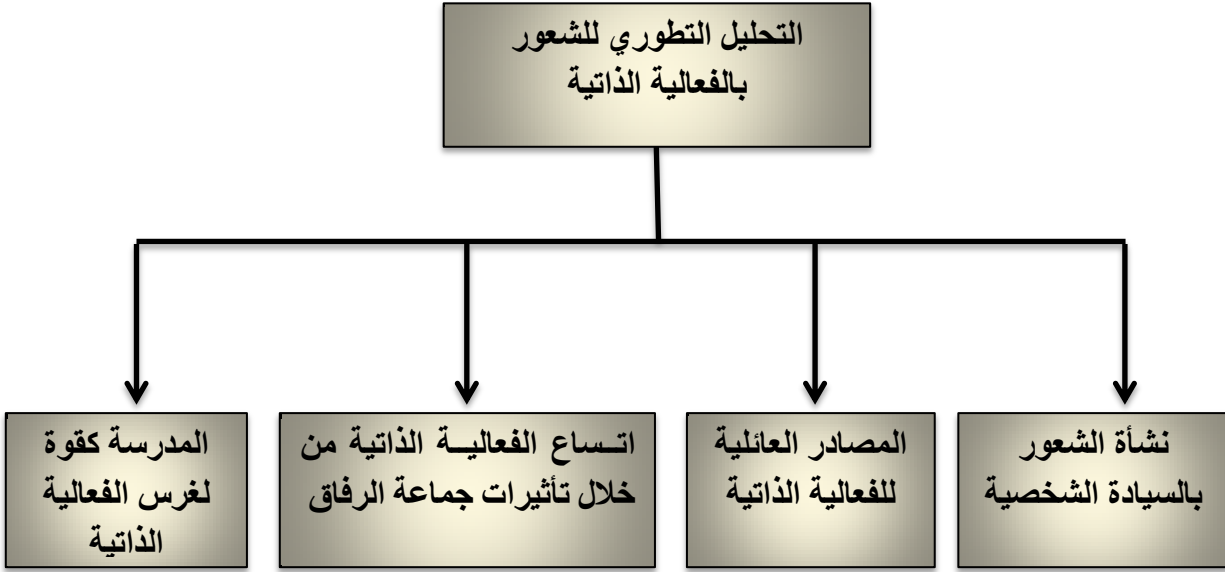 التحليل التطوري للشعور
بالفعالية الذاتية
نشأة الشعور
بالسيادة الشخصية
المصادر العائلية
للفعالية الذاتية
اتساع الفعالية الذاتية من
خلال تأثيرات جماعة الرفاق
المدرسة كقوة
لغرس الفعالية
الذاتية